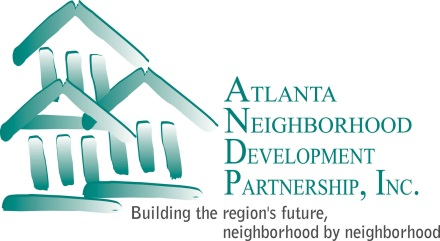 ATLANTA
NEIGHBORHOOD
DEVELOPMENT
PARTNERSHIP, INC.
Building the region's future,
neighborhood by neighborhood